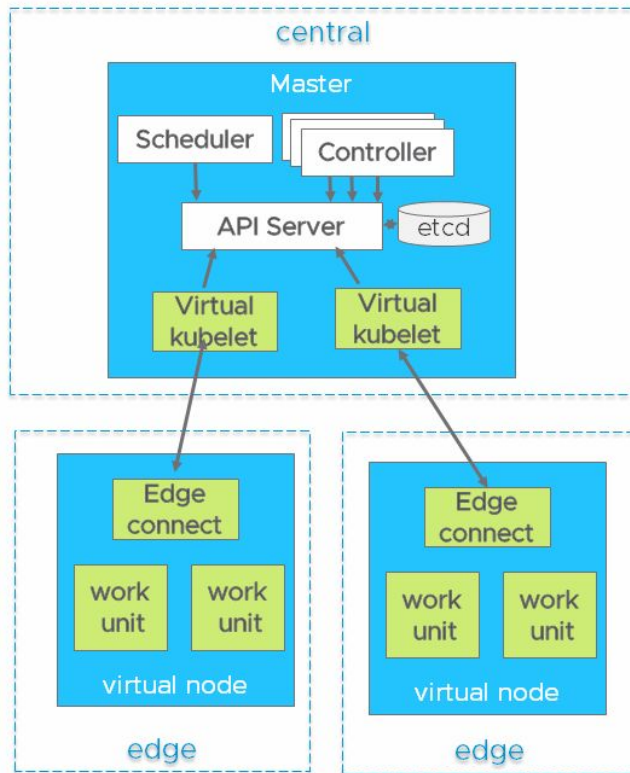 central
Master
Scheduler
Controller
API Server
etcd
Virtual
kubelet
Virtual
kubelet
Edge
connect
work
unit
work
unit
virtual node
edge
Edge
connect
work
unit
work
unit
virtual node
edge